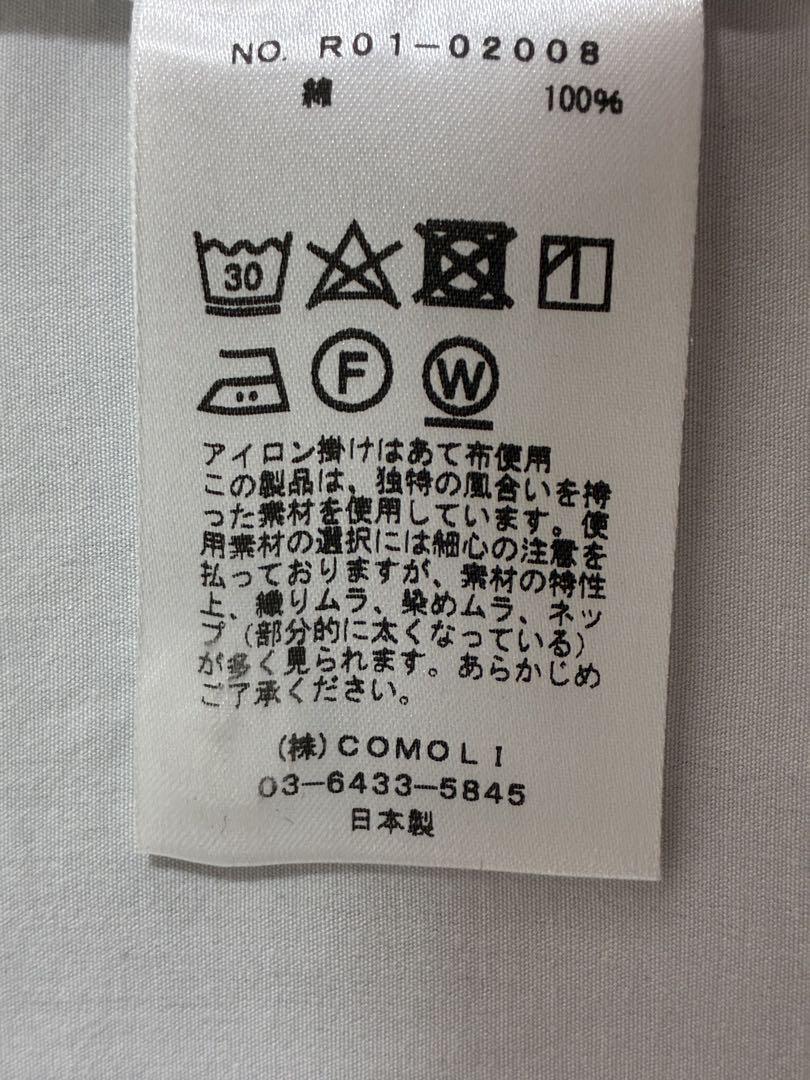 NO. R01-02008
綿 100%
30
F W
アイロン掛けはあて布使用
この製品は、独特の風合いを持
った素材を使用しています。使
用素材の選択には細心の注意を
払っておりますが、素材の特性
上、織りムラ、染めムラ、ネッ
プ(部分的に太くなっている)
が多く見られます。あらかじめ
ご了承ください。
(株)COMOLI
03-6433-5845
日本製